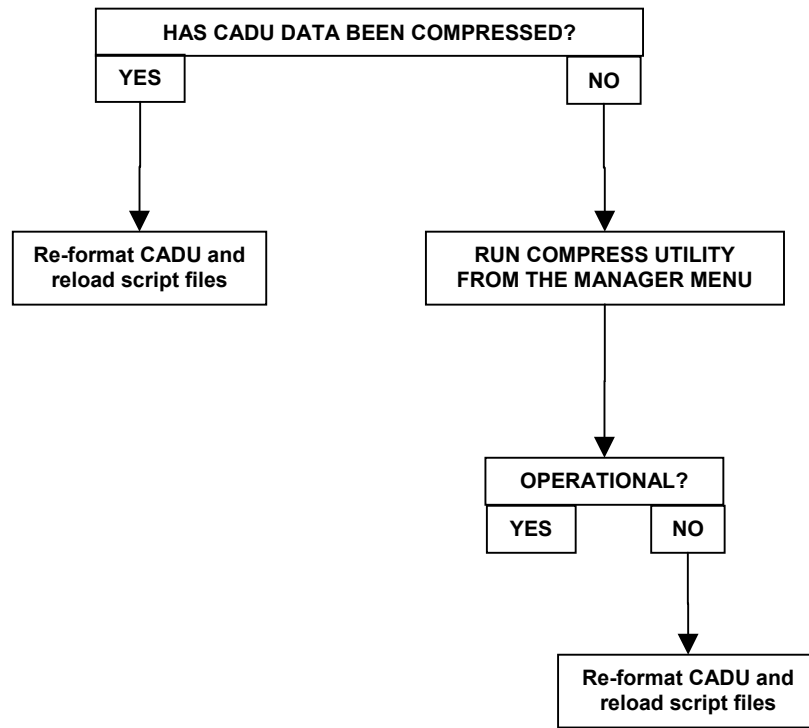 HAS CADU DATA BEEN COMPRESSED?
YES
NO
Re-format CADU and
reload script files
RUN COMPRESS UTILITY
FROM THE MANAGER MENU
OPERATIONAL?
YES
NO
Re-format CADU and
reload script files